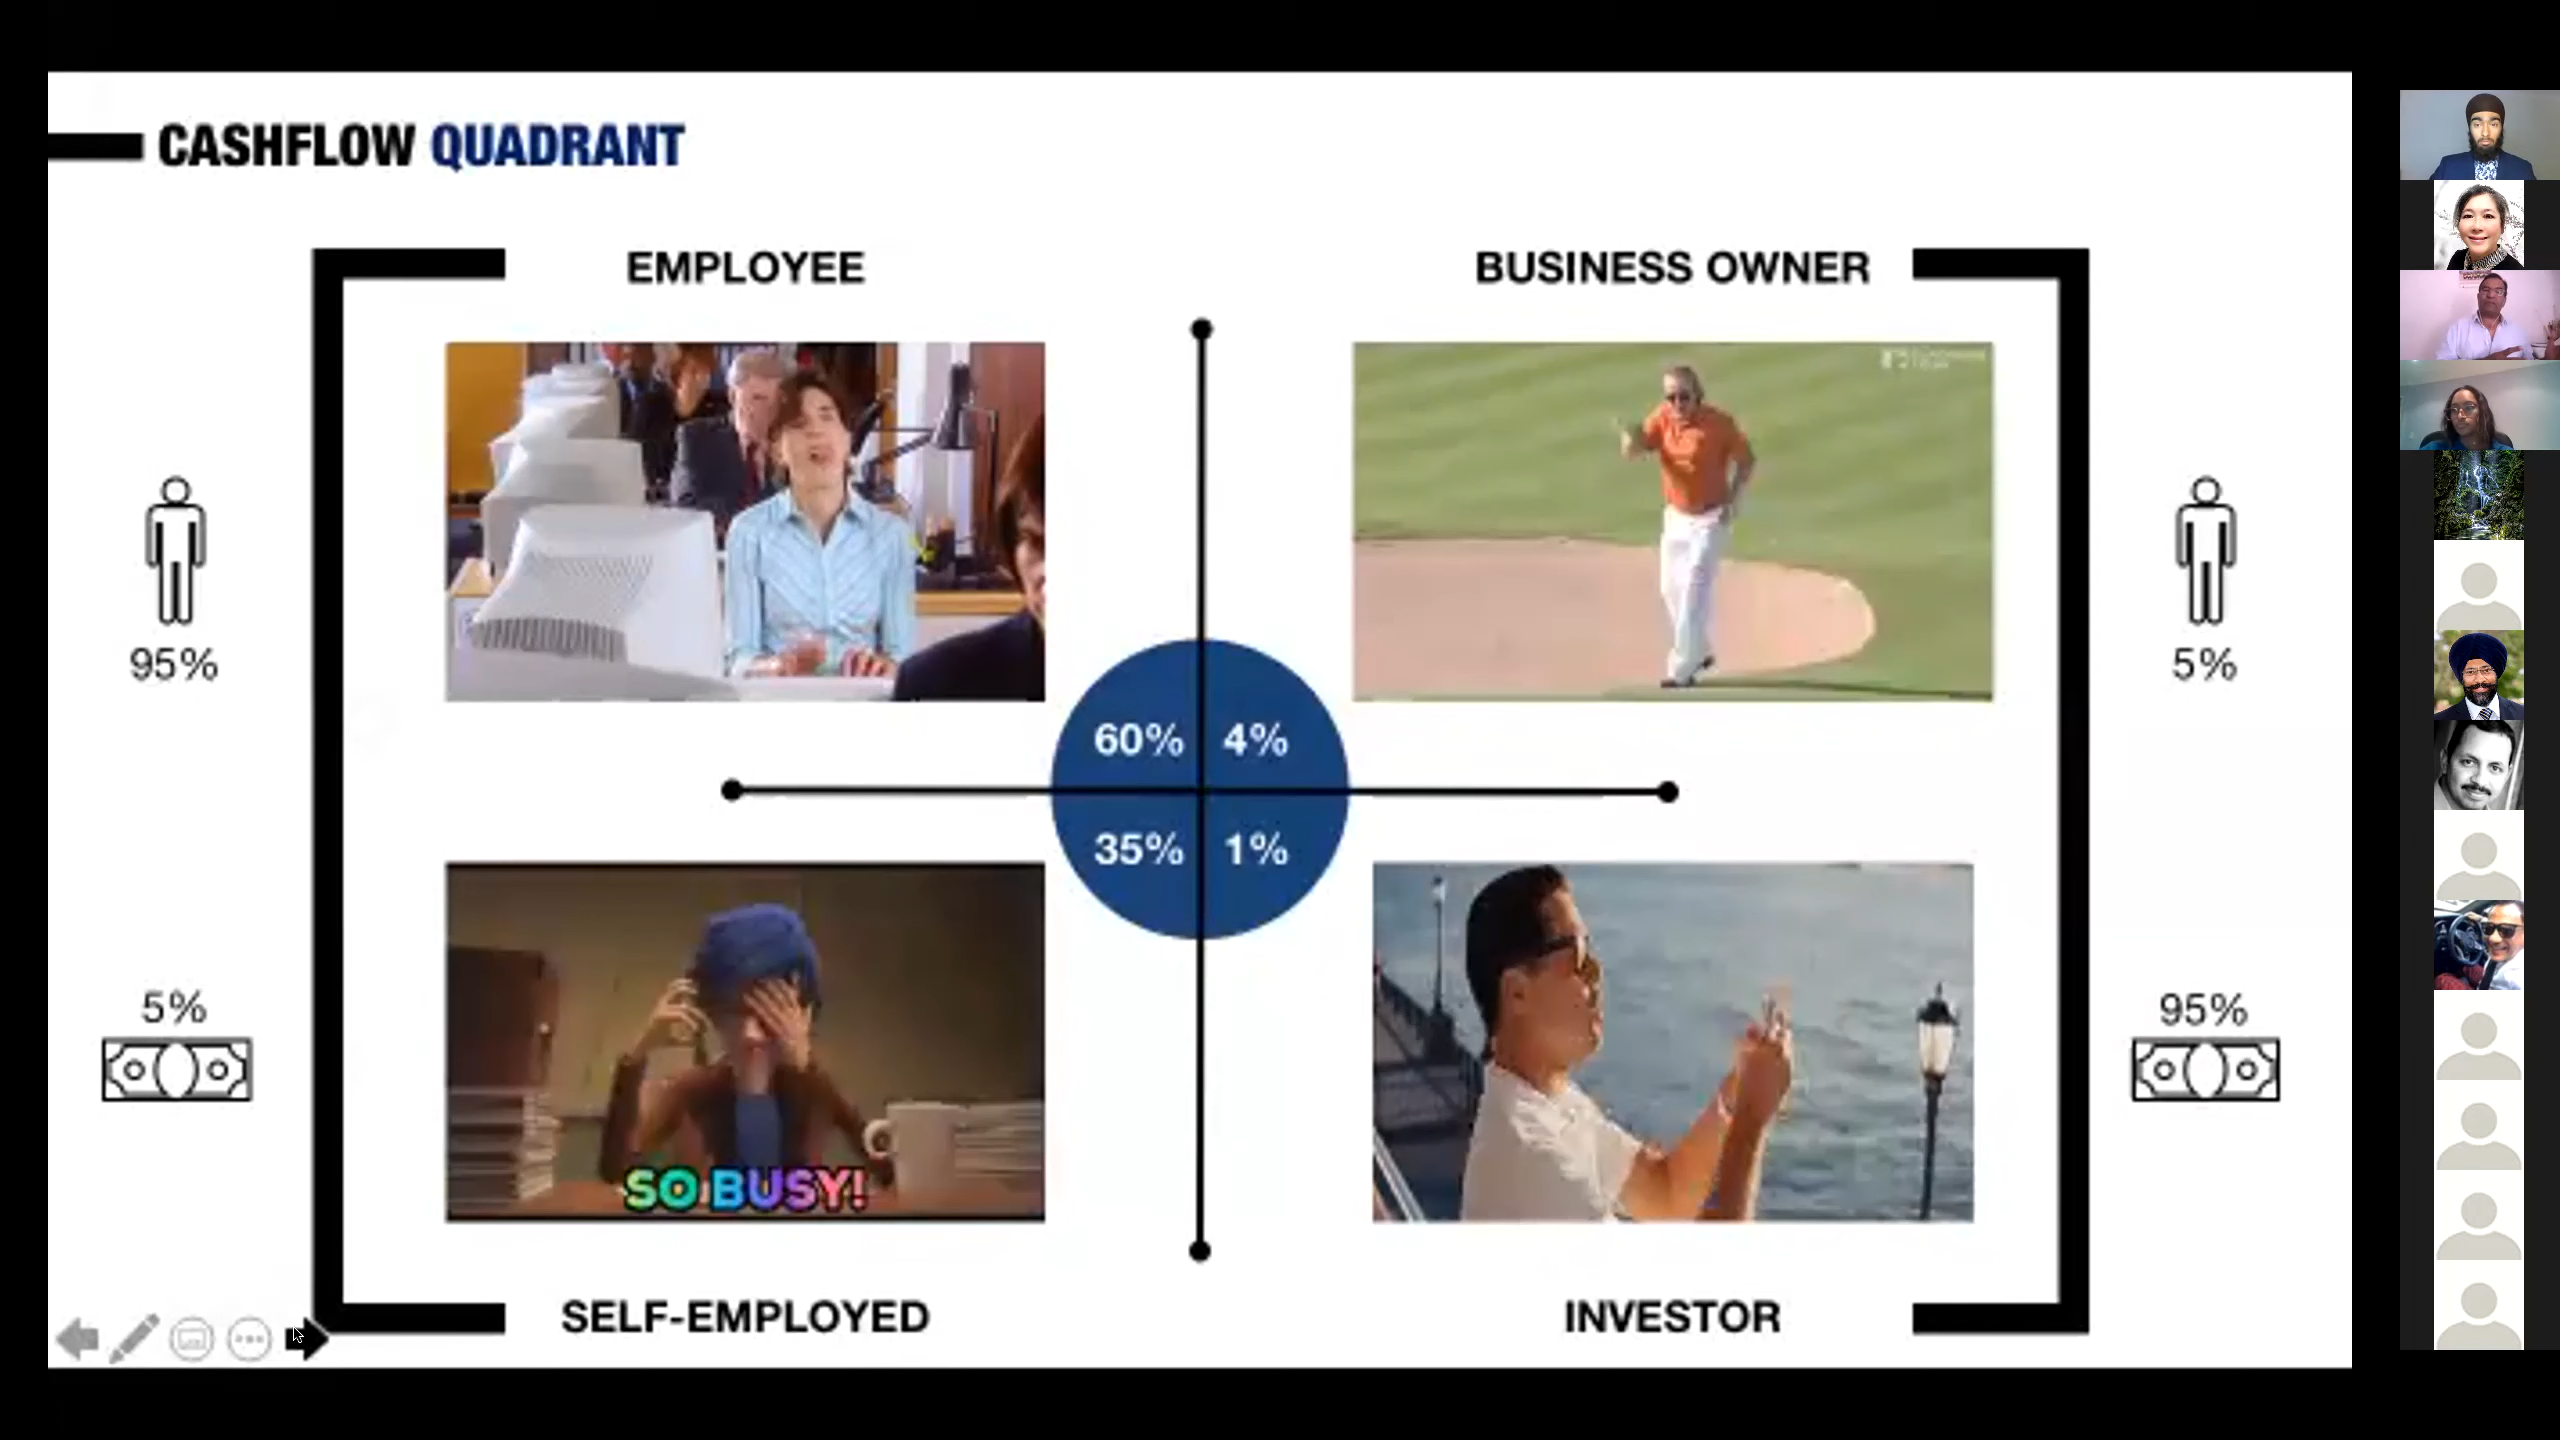 CASHFLOW QUADRANT
EMPLOYEE
BUSINESS OWNER
95%
5%
60% 4%
35% 1%
5%
95%
SO BUSY!
SELF-EMPLOYED
INVESTOR